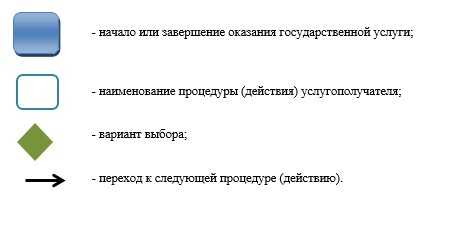 - начало или завершение оказания государственной услуги;
- наименование процедуры (действия) услугополучателя;
- вариант выбора;
- переход к следующей процедуре (действию).